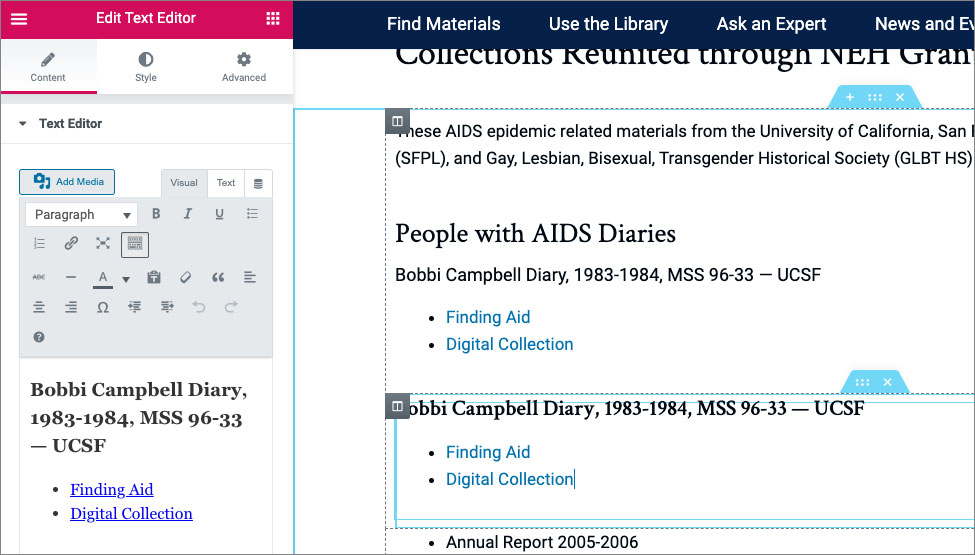 Edit Text Editor
Content
Style
Advanced
Text Editor
Add Media
Visual
Text
Paragraph
B
I
U
ABC
A
Ω
Bobbi Campbell Diary,
1983-1984, MSS 96-33
— UCSF
Finding Aid
Digital Collection
Find Materials
Use the Library
Ask an Expert
News and Ev
Collections Reunited through NEH Gran
These AIDS epidemic related materials from the University of California, San
(SFPL), and Gay, Lesbian, Bisexual, Transgender Historical Society (GLBT HS)
People with AIDS Diaries
Bobbi Campbell Diary, 1983-1984, MSS 96-33 — UCSF
Finding Aid
Digital Collection
Bobbi Campbell Diary, 1983-1984, MSS 96-33 — UCSF
Finding Aid
Digital Collection
Annual Report 2005-2006